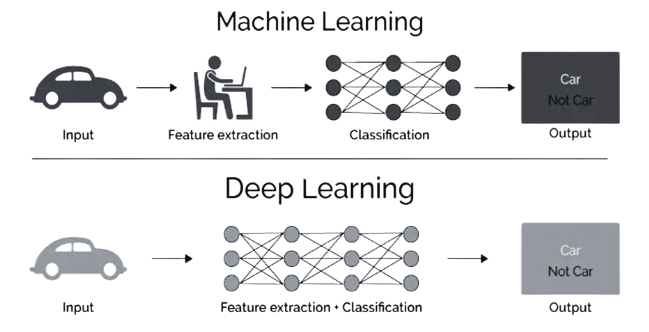 Machine Learning
Car
Not Car
Input
Feature extraction
Classification
Output
Deep Learning
Car
Not Car
Input
Feature extraction + Classification
Output